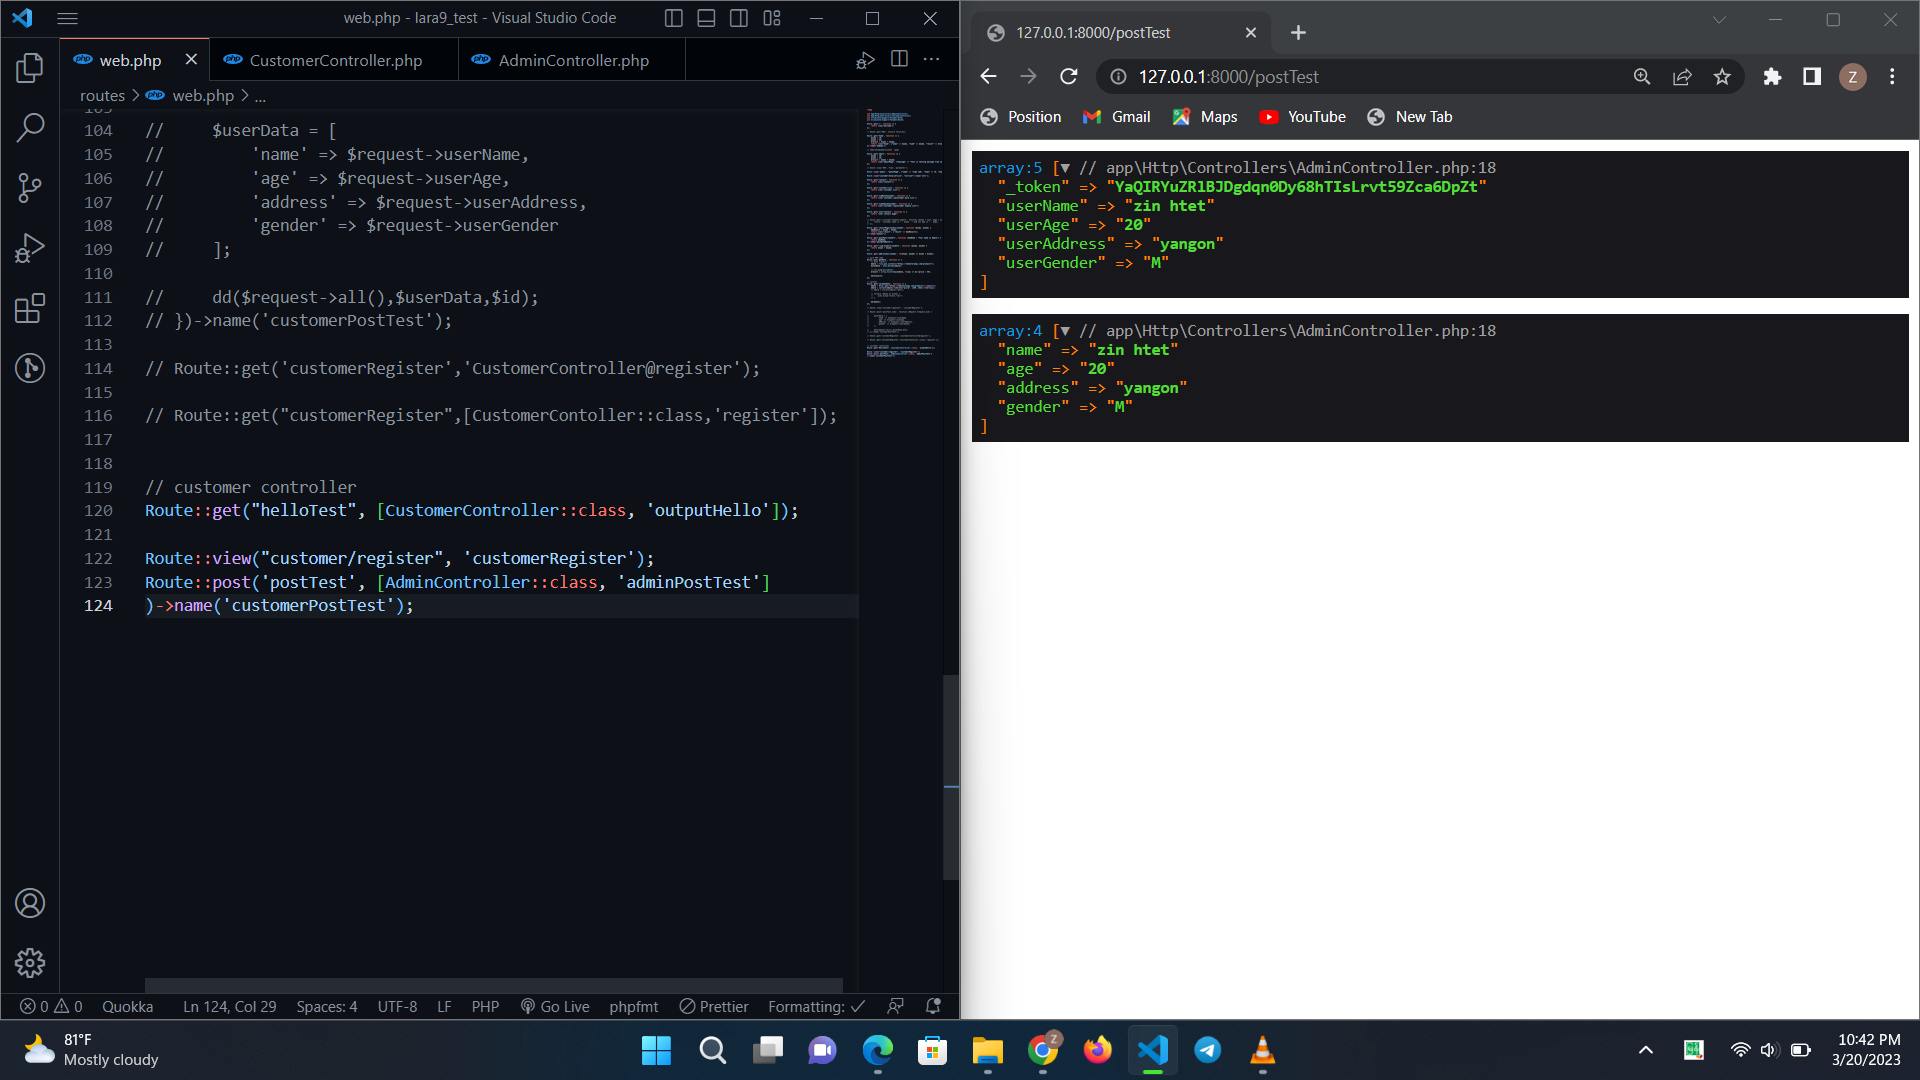 web.php - lara9_test - Visual Studio Code
web.php
CustomerController.php
AdminController.php
routes > web.php > ...
104 //     $userData = [
105 //         'name' => $request->userName,
106 //         'age' => $request->userAge,
107 //         'address' => $request->userAddress,
108 //         'gender' => $request->userGender
109 //     ];
110
111 //     dd($request->all(),$userData,$id);
112 // })->name('customerPostTest');
113
114 // Route::get('customerRegister','CustomerController@register');
115
116 // Route::get("customerRegister",[CustomerContoller::class,'register']);
117
118
119 // customer controller
120 Route::get("helloTest", [CustomerController::class, 'outputHello']);
121
122 Route::view("customer/register", 'customerRegister');
123 Route::post('postTest', [AdminController::class, 'adminPostTest']
124 )->name('customerPostTest');
0 0 Quokka Ln 124, Col 29 Spaces: 4 UTF-8 LF PHP Go Live phpfmt Prettier Formatting: ✓
127.0.0.1:8000/postTest
127.0.0.1:8000/postTest
Z
Position Gmail Maps YouTube New Tab
array:5 [▼ // app\Http\Controllers\AdminController.php:18
"_token" => "YaQIRYuZRlBJDgdqn0Dy68hTIsLrvt59Zca6DpZt"
"userName" => "zin htet"
"userAge" => "20"
"userAddress" => "yangon"
"userGender" => "M"
]
array:4 [▼ // app\Http\Controllers\AdminController.php:18
"name" => "zin htet"
"age" => "20"
"address" => "yangon"
"gender" => "M"
]
81°F
Mostly cloudy
Z
10:42 PM
3/20/2023